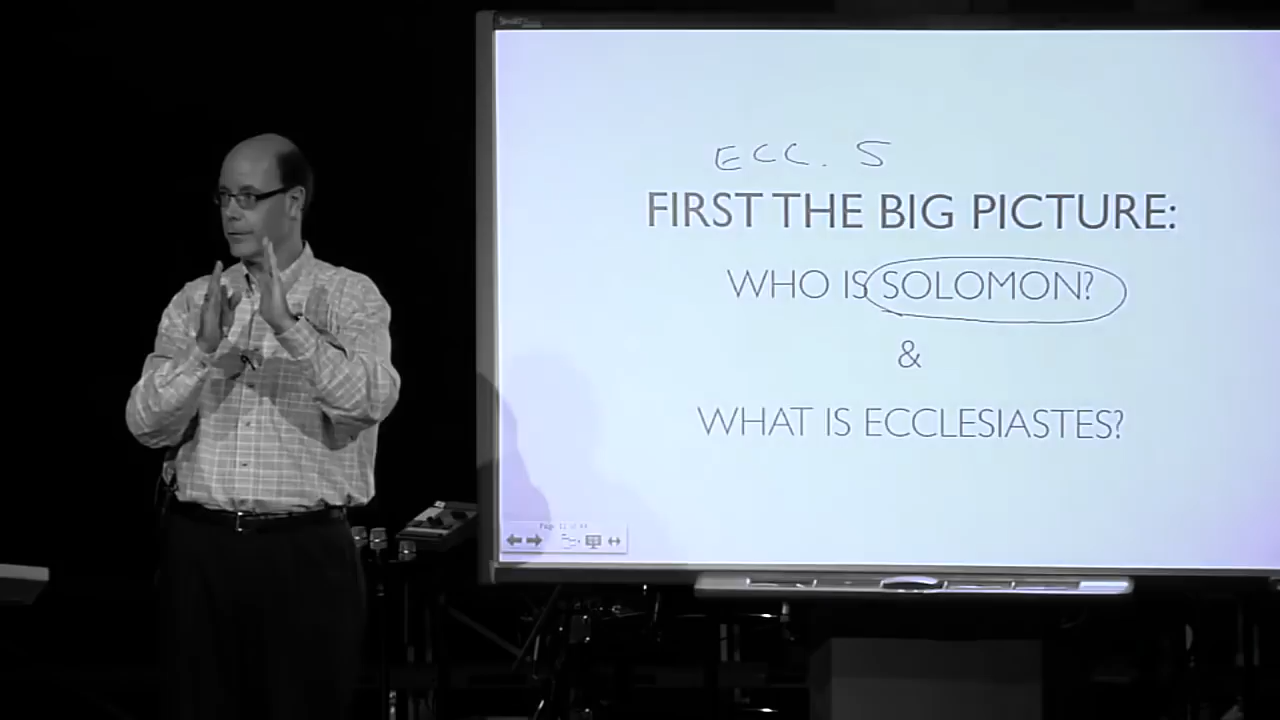 ECC. 5
FIRST THE BIG PICTURE:
WHO IS SOLOMON?
&
WHAT IS ECCLESIASTES?